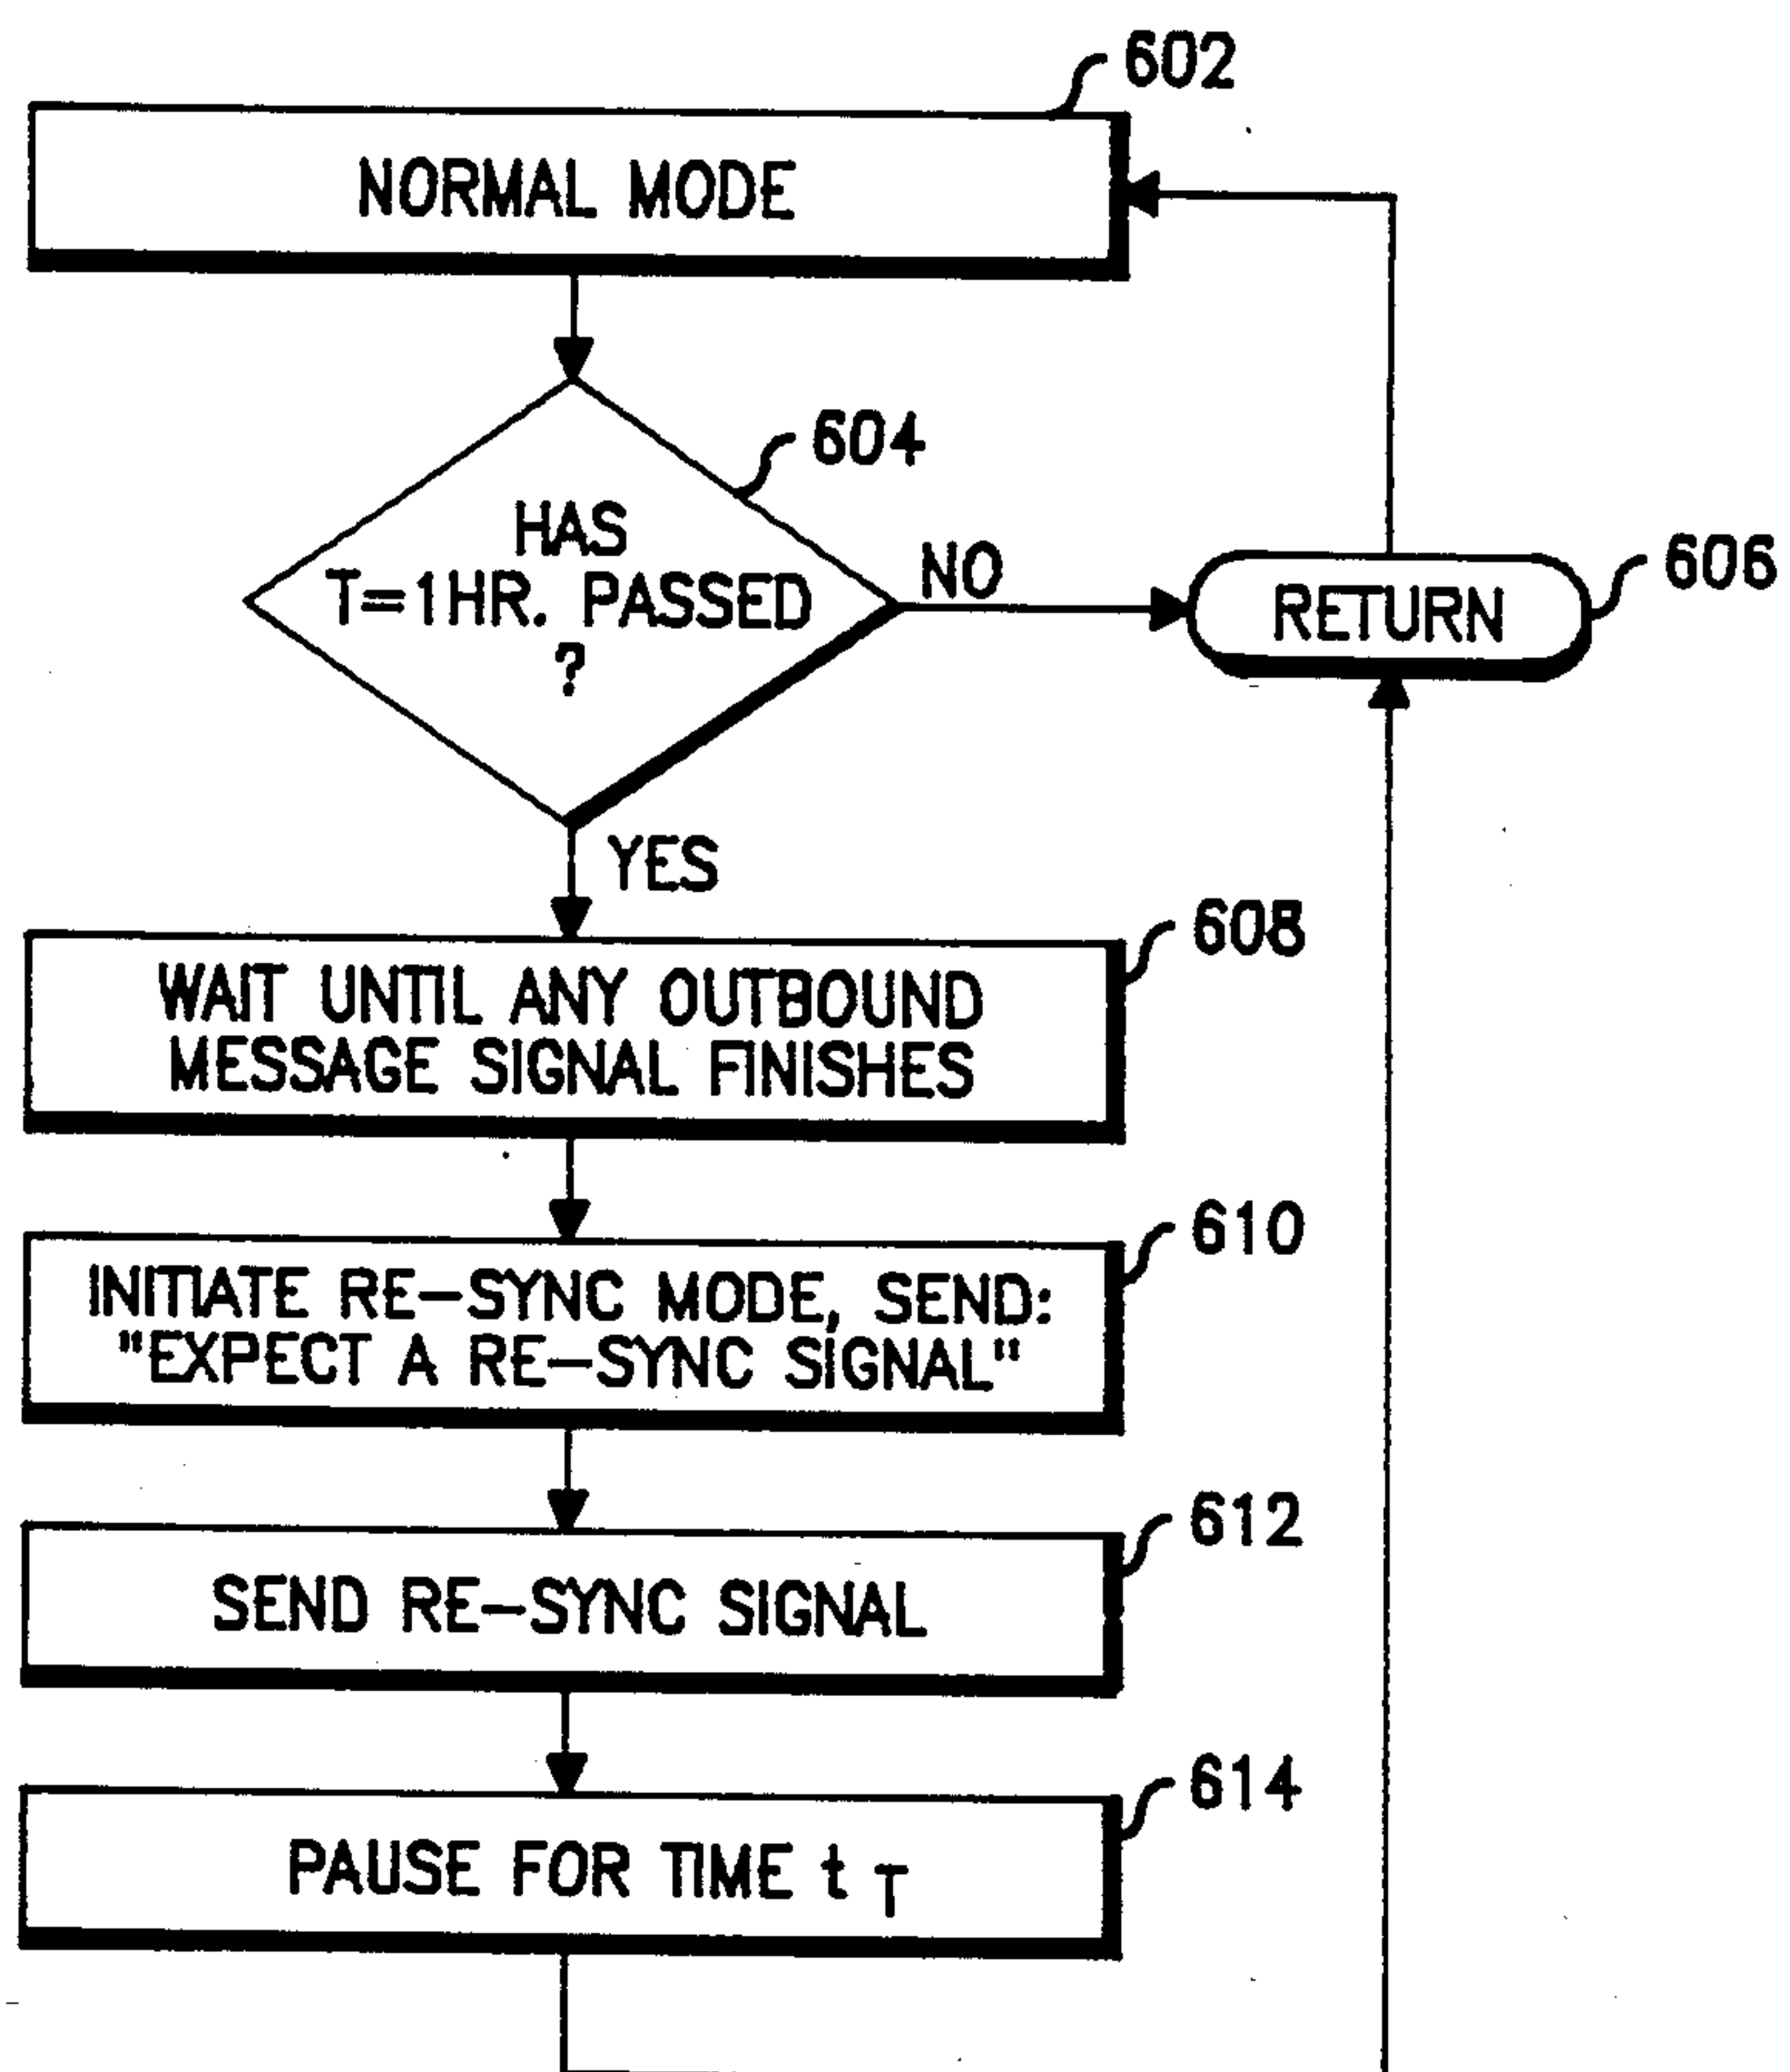 602
NORMAL MODE
604
HAS
T=1HR. PASSED
?
NO
RETURN
606
YES
608
WAIT UNTIL ANY OUTBOUND
MESSAGE SIGNAL FINISHES
610
INITIATE RE-SYNC MODE, SEND:
"EXPECT A RE-SYNC SIGNAL"
612
SEND RE-SYNC SIGNAL
614
PAUSE FOR TIME t T